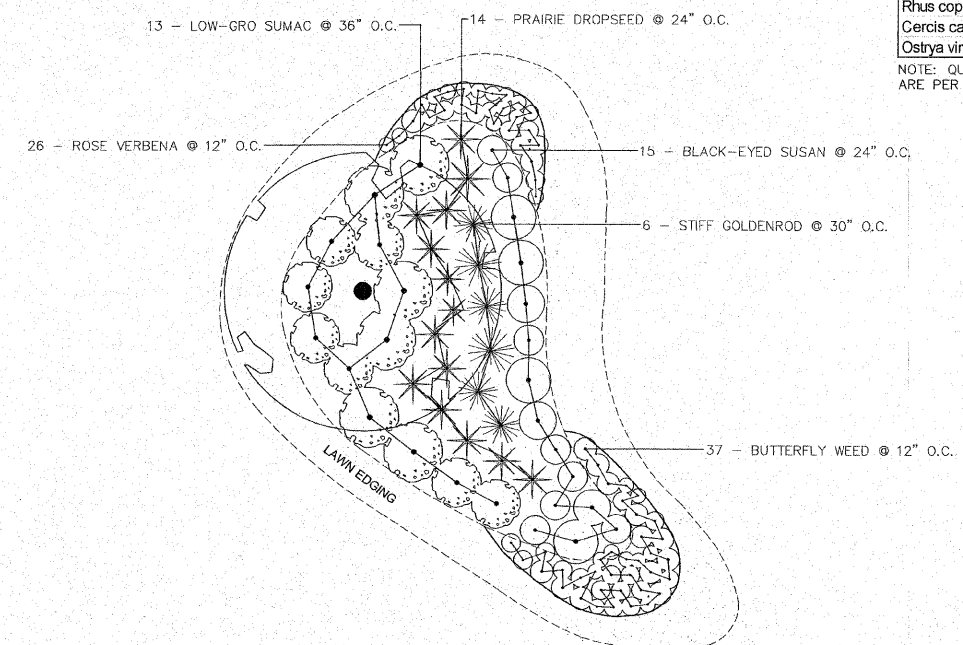 13 – LOW-GRO SUMAC @ 36" O.C.
14 – PRAIRIE DROPSEED @ 24" O.C.
Rhus cop
Cercis ca
Ostrya vir
NOTE: QU
ARE PER
26 – ROSE VERBENA @ 12" O.C.
15 – BLACK-EYED SUSAN @ 24" O.C.
6 – STIFF GOLDENROD @ 30" O.C.
37 – BUTTERFLY WEED @ 12" O.C.
LAWN EDGING